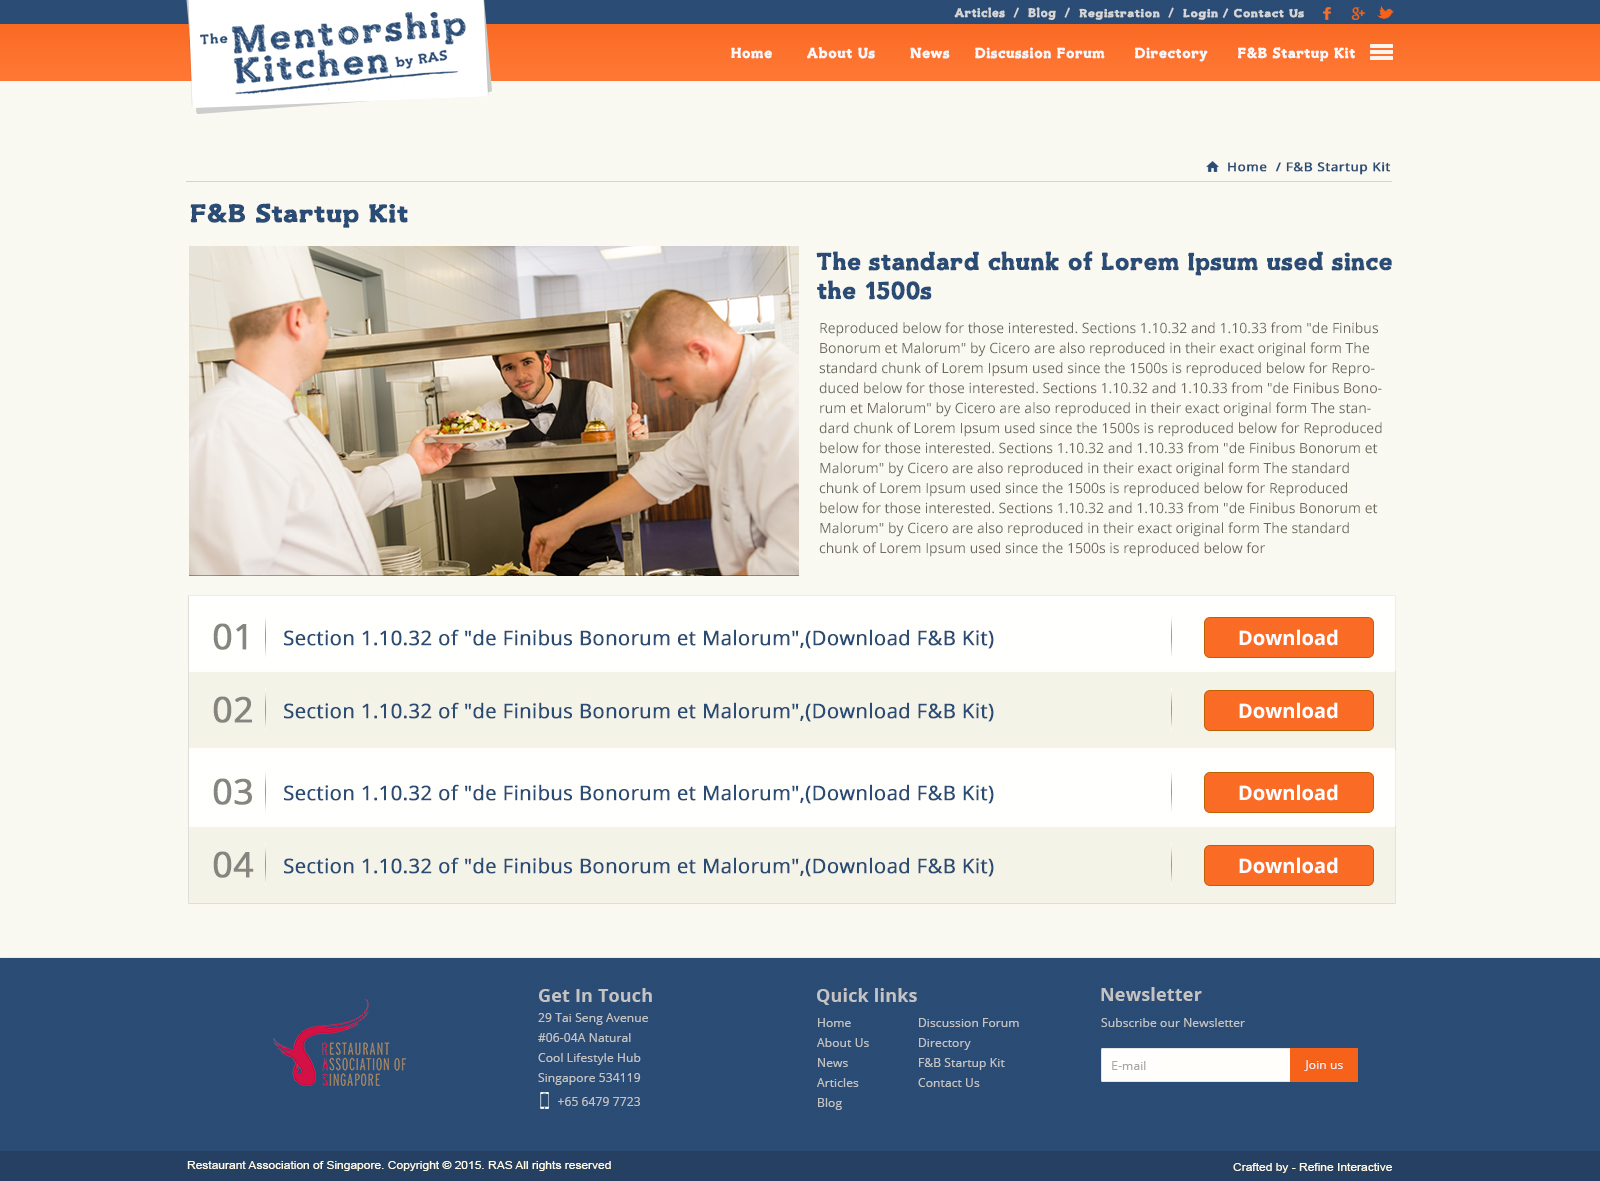 Articles / Blog / Registration / Login / Contact Us
The Mentorship
Kitchen by RAS
Home About Us News Discussion Forum Directory F&B Startup Kit
Home / F&B Startup Kit
F&B Startup Kit
The standard chunk of Lorem Ipsum used since
the 1500s
Reproduced below for those interested. Sections 1.10.32 and 1.10.33 from "de Finibus
Bonorum et Malorum" by Cicero are also reproduced in their exact original form The
standard chunk of Lorem Ipsum used since the 1500s is reproduced below for Repro-
duced below for those interested. Sections 1.10.32 and 1.10.33 from "de Finibus Bono-
rum et Malorum" by Cicero are also reproduced in their exact original form The stan-
dard chunk of Lorem Ipsum used since the 1500s is reproduced below for Reproduced
below for those interested. Sections 1.10.32 and 1.10.33 from "de Finibus Bonorum et
Malorum" by Cicero are also reproduced in their exact original form The standard
chunk of Lorem Ipsum used since the 1500s is reproduced below for Reproduced
below for those interested. Sections 1.10.32 and 1.10.33 from "de Finibus Bonorum et
Malorum" by Cicero are also reproduced in their exact original form The standard
chunk of Lorem Ipsum used since the 1500s is reproduced below for
01 Section 1.10.32 of "de Finibus Bonorum et Malorum",(Download F&B Kit) Download
02 Section 1.10.32 of "de Finibus Bonorum et Malorum",(Download F&B Kit) Download
03 Section 1.10.32 of "de Finibus Bonorum et Malorum",(Download F&B Kit) Download
04 Section 1.10.32 of "de Finibus Bonorum et Malorum",(Download F&B Kit) Download
RESTAURANT
ASSOCIATION OF
SINGAPORE
Get In Touch
29 Tai Seng Avenue
#06-04A Natural
Cool Lifestyle Hub
Singapore 534119
+65 6479 7723
Quick links
Home
About Us
News
Articles
Blog
Discussion Forum
Directory
F&B Startup Kit
Contact Us
Newsletter
Subscribe our Newsletter
E-mail Join us
Restaurant Association of Singapore. Copyright © 2015. RAS All rights reserved
Crafted by - Refine Interactive